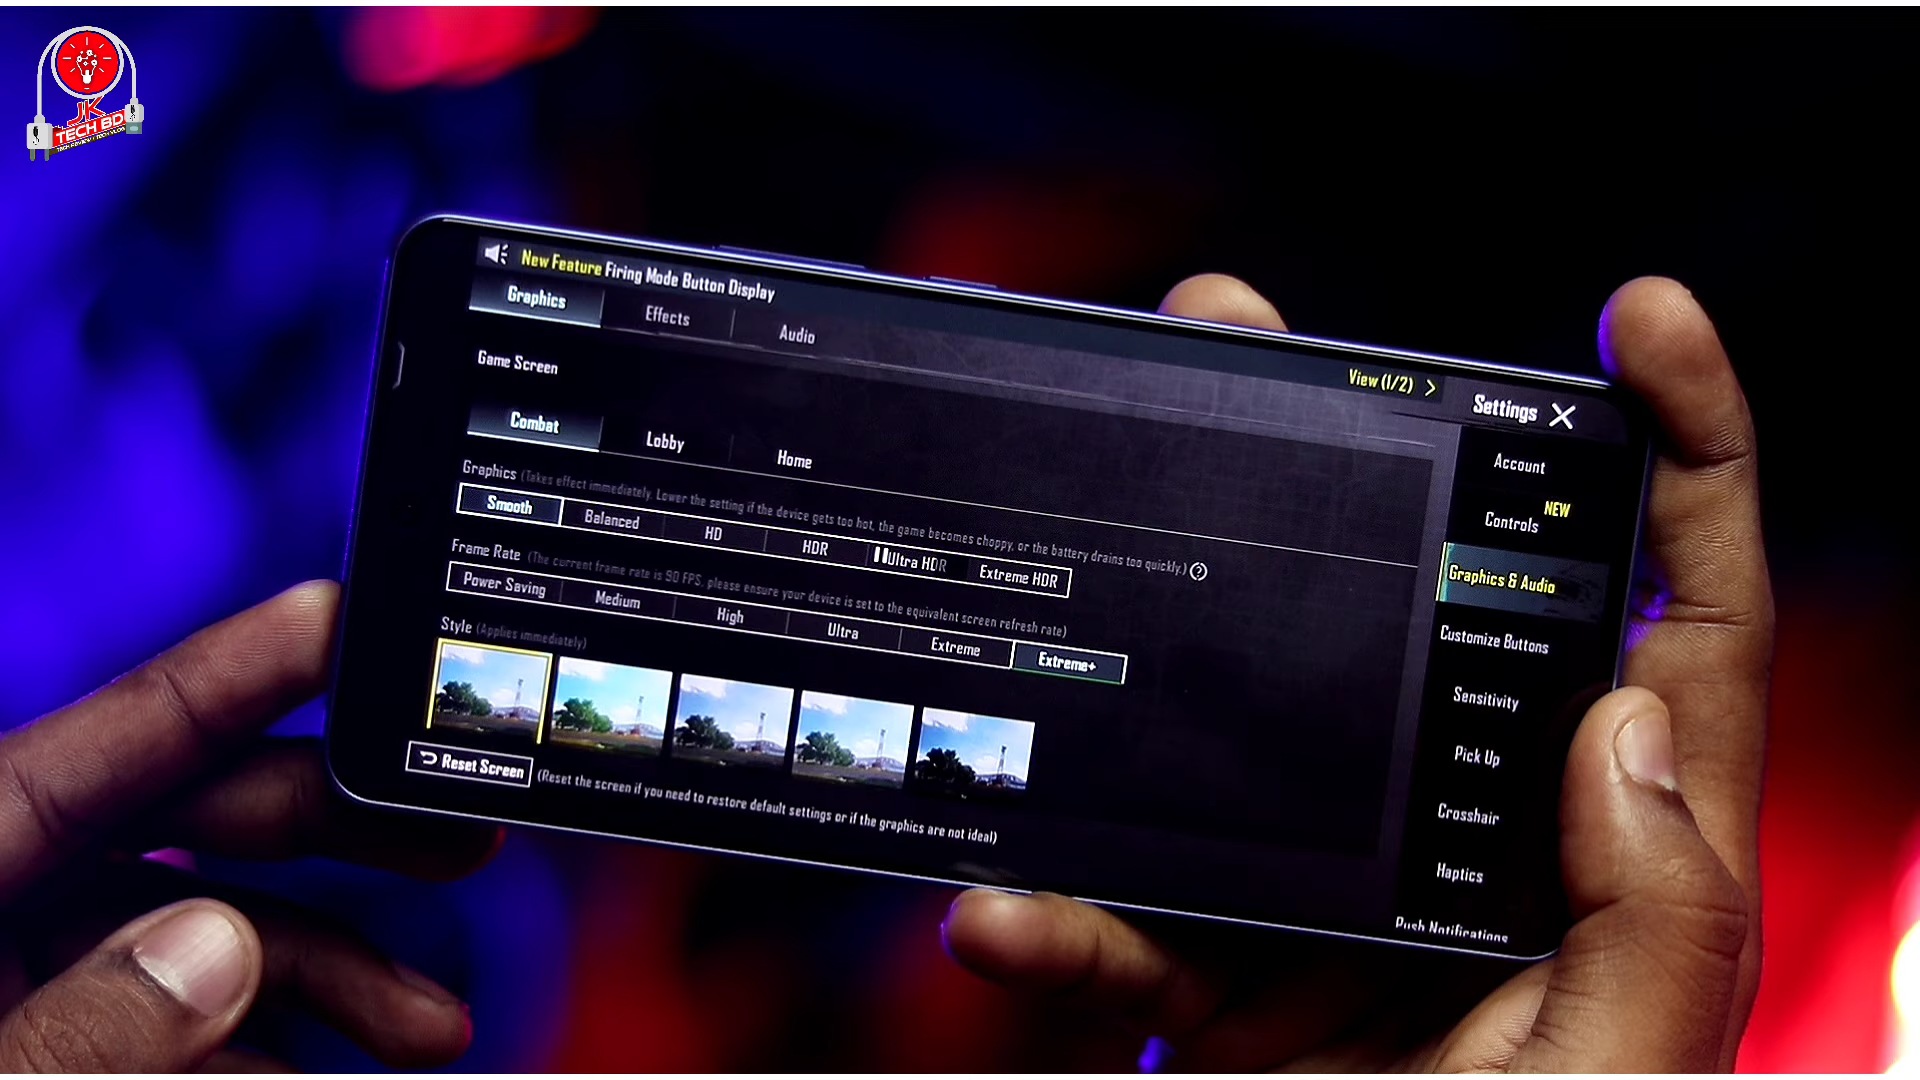 JK
TECH BD
TECH REVIEW & TECH VLOG
New Feature Firing Mode Button Display
Graphics
Effects
Audio
View (1/2)
Settings
Game Screen
Combat
Lobby
Home
Graphics (Takes effect immediately. Lower the setting if the device gets too hot, the game becomes choppy, or the battery drains too quickly.)
Smooth
Balanced
HD
HDR
Ultra HDR
Extreme HDR
Frame Rate (The current frame rate is 90 FPS, please ensure your device is set to the equivalent screen refresh rate)
Power Saving
Medium
High
Ultra
Extreme
Extreme+
Style (Applies immediately)
Reset Screen
(Reset the screen if you need to restore default settings or if the graphics are not ideal)
Account
NEW
Controls
Graphics & Audio
Customize Buttons
Sensitivity
Pick Up
Crosshair
Haptics
Push Notifications